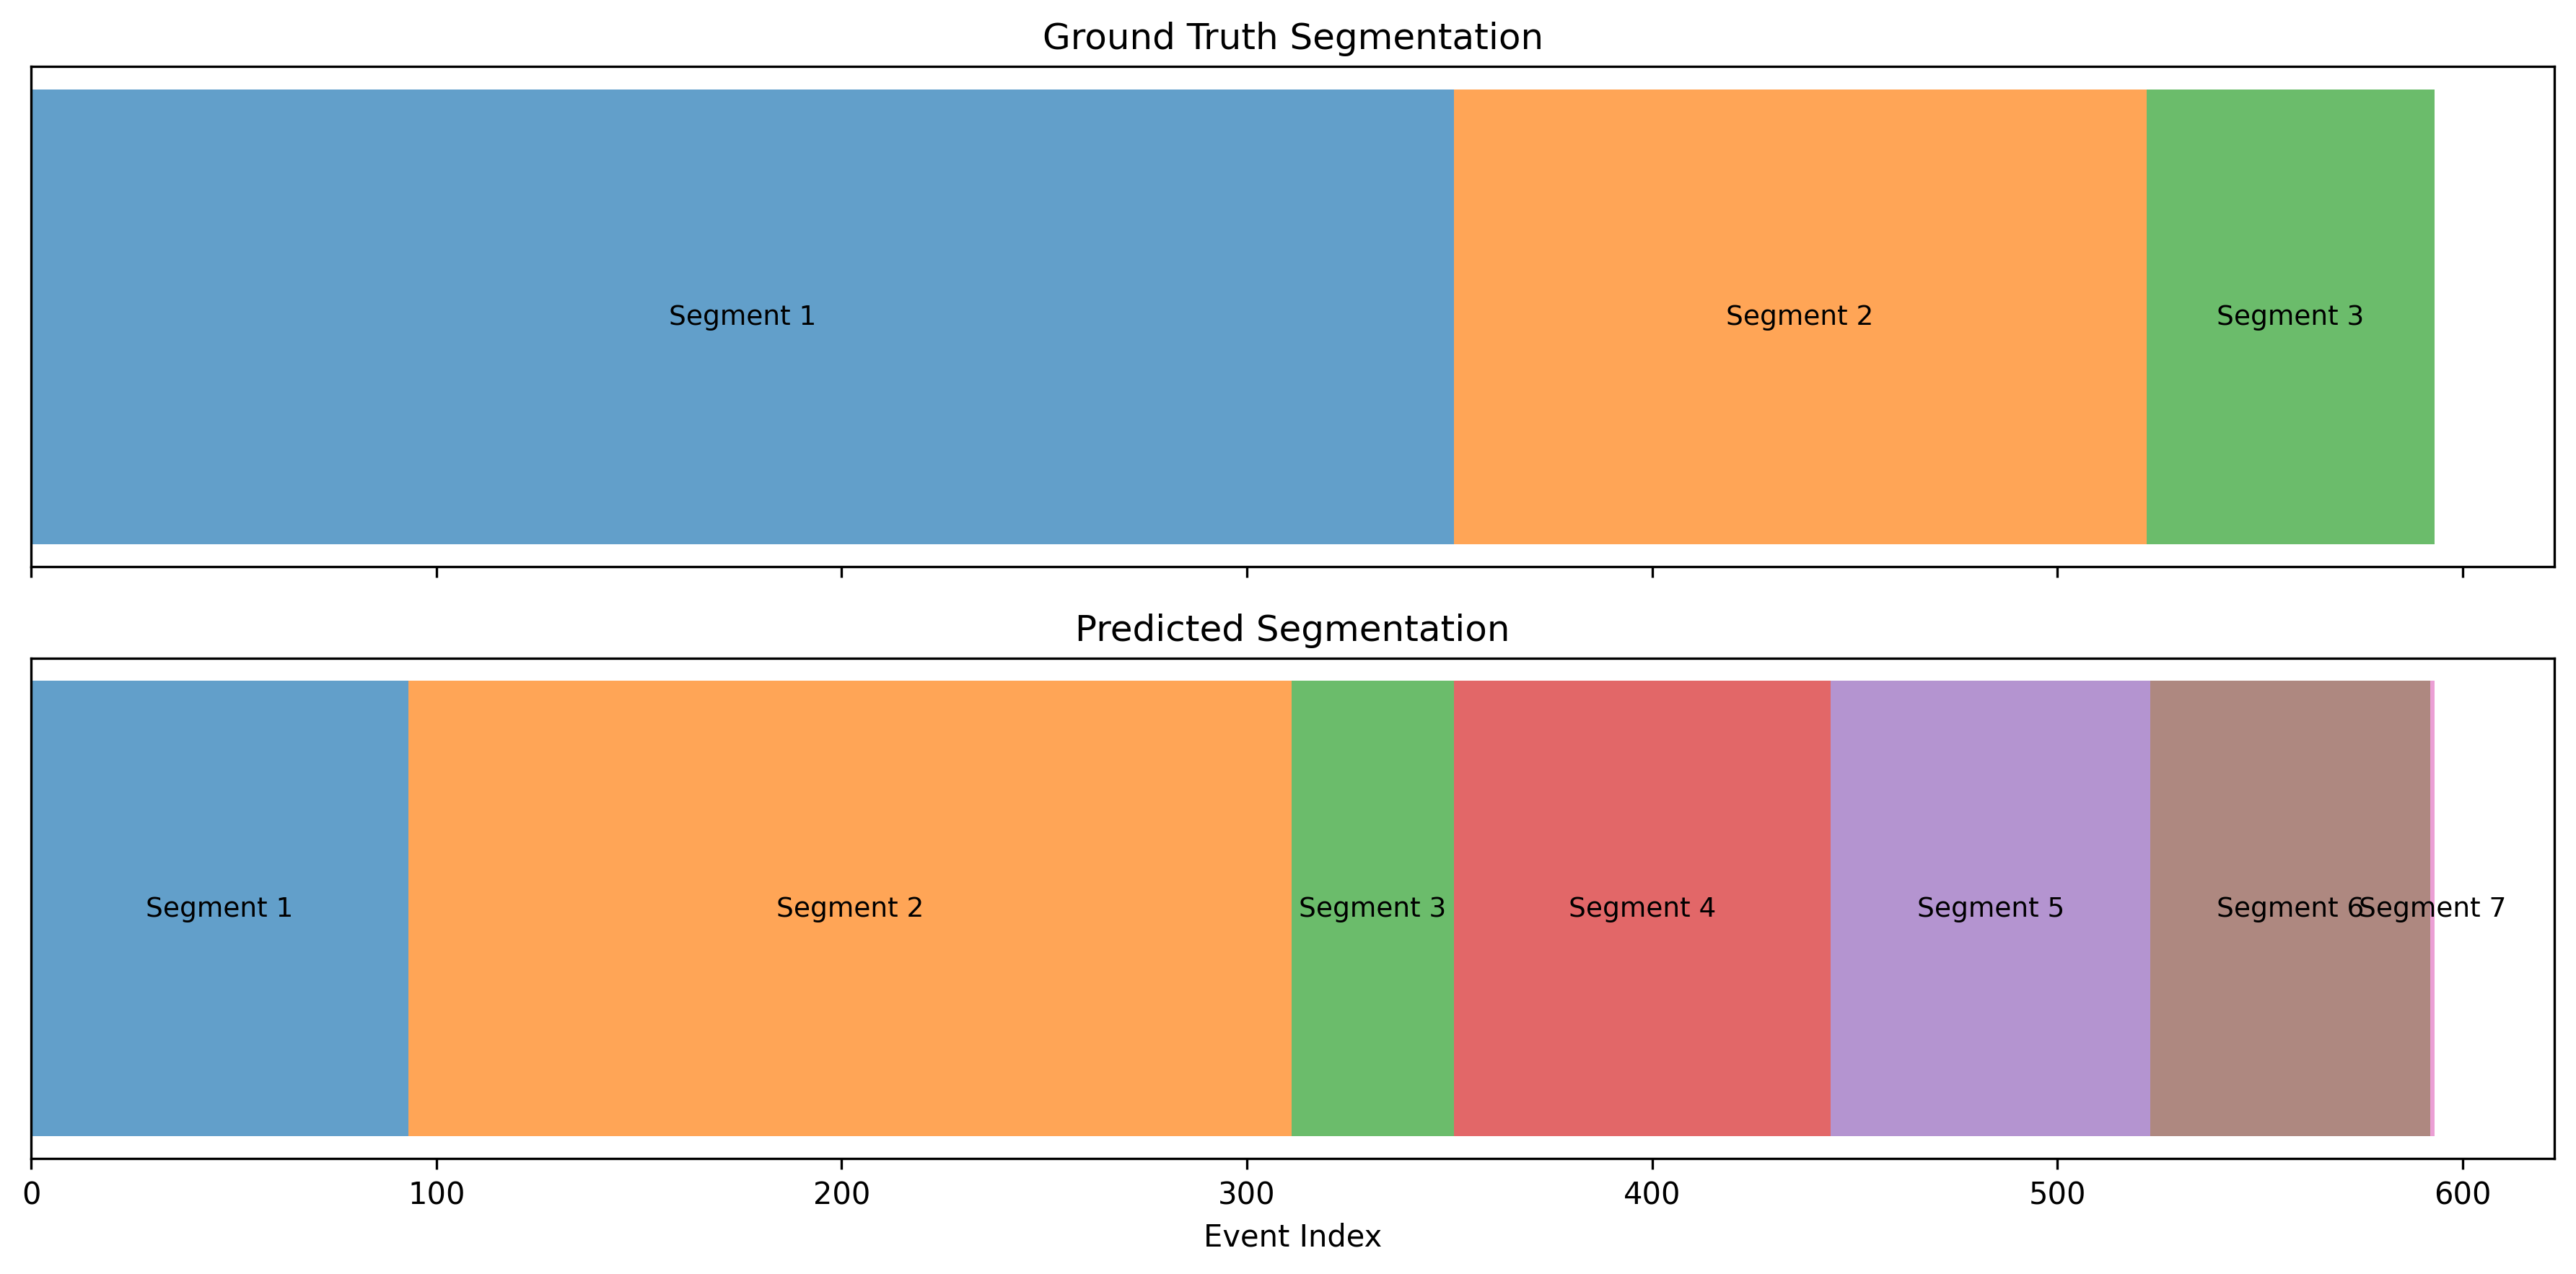 Ground Truth Segmentation
Segment 1 Segment 2 Segment 3
Predicted Segmentation
Segment 1 Segment 2 Segment 3 Segment 4 Segment 5 Segment 6 Segment 7
0 100 200 300 400 500 600
Event Index